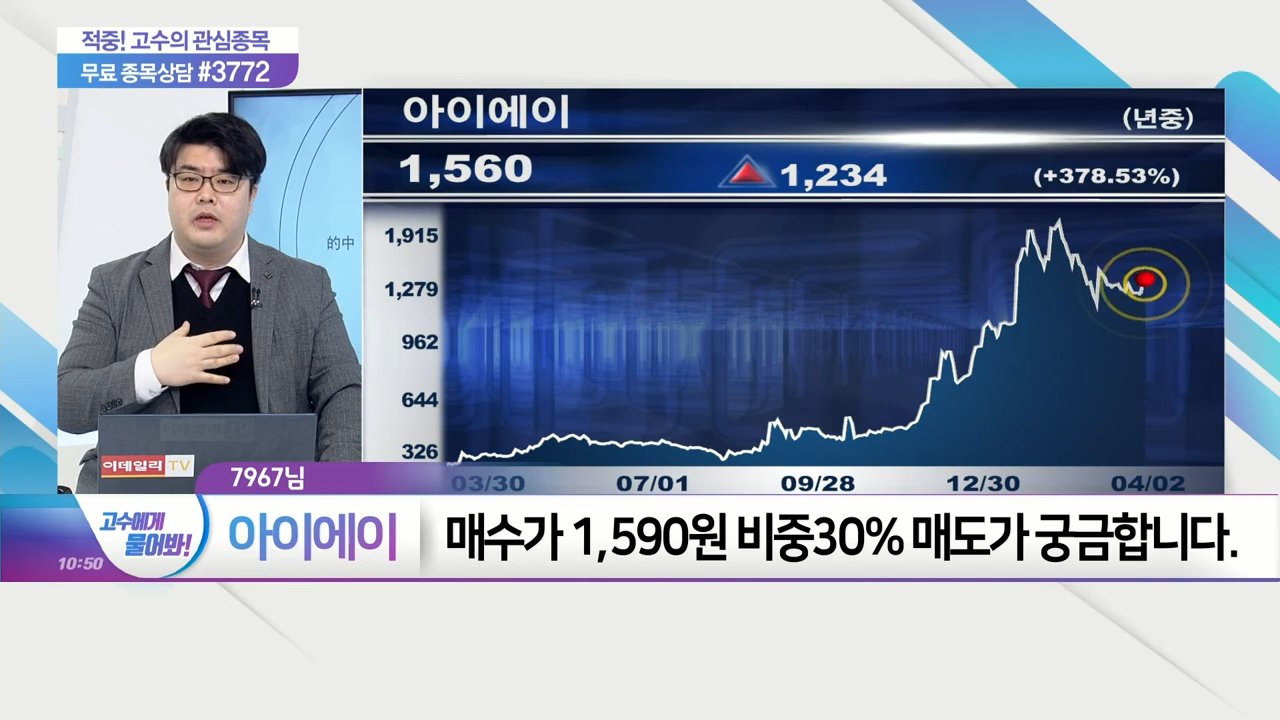 적중! 고수의 관심종목
무료 종목상담 #3772
的中
아이에이
(년중)
1,560
1,234
(+378.53%)
1,915
1,279
962
644
326
03/30
07/01
09/28
12/30
04/02
이데일리 TV
7967님
고수에게
물어봐!
10:50
아이에이
매수가 1,590원 비중30% 매도가 궁금합니다.